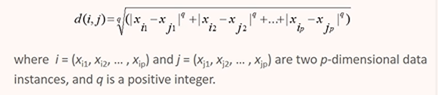 d(i,j)=q√(|x_i1−x_j1|^q+|x_i2−x_j2|^q+...+|x_ip−x_jp|^q)
where i = (x_i1, x_i2, ... , x_ip) and j = (x_j1, x_j2, ... , x_jp) are two p-dimensional data
instances, and q is a positive integer.